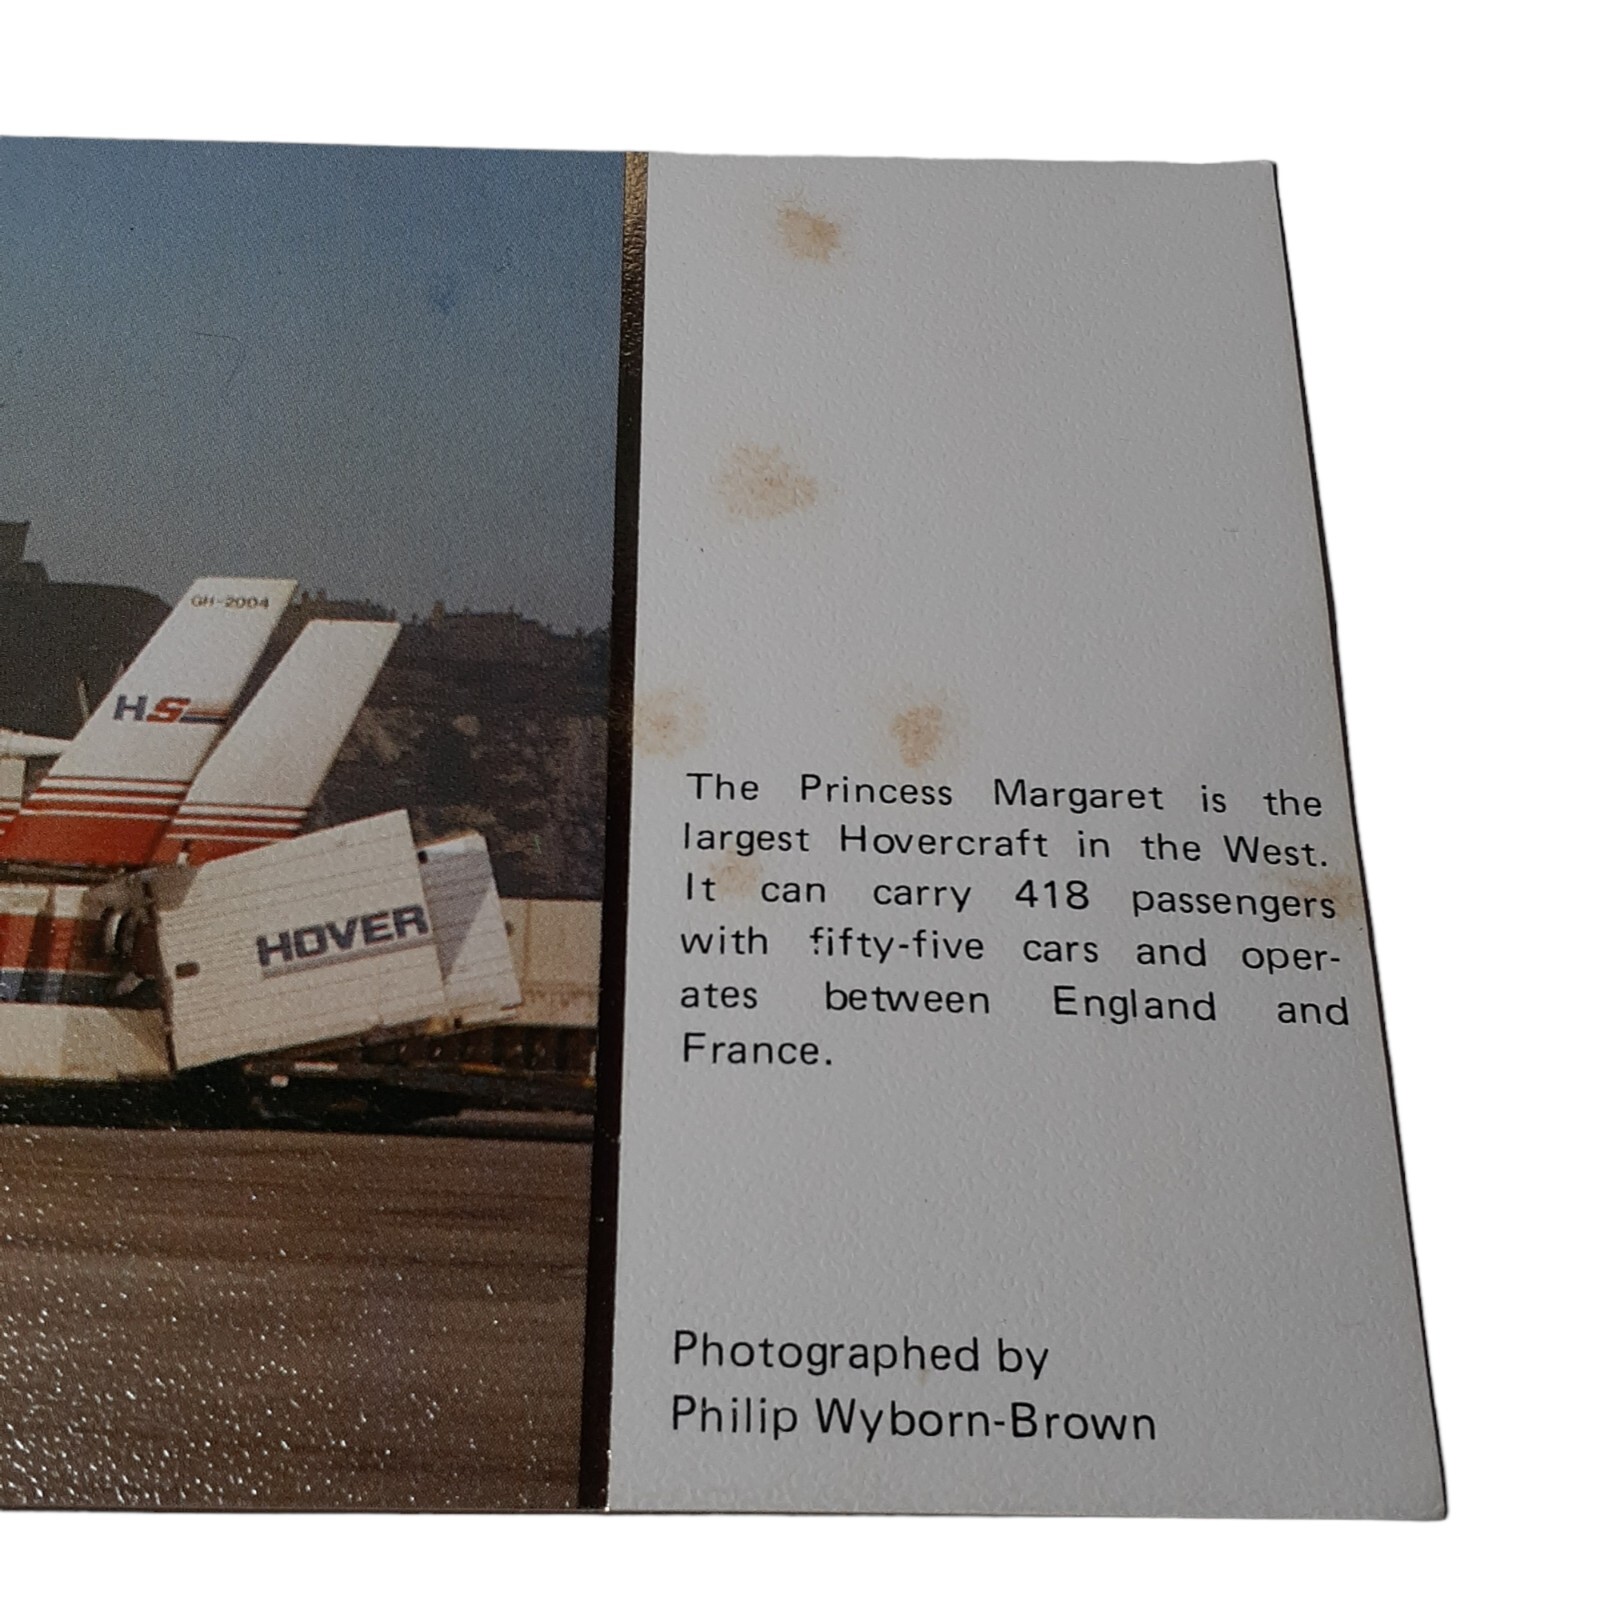 GH-2004
HS
HOVER
The Princess Margaret is the
largest Hovercraft in the West.
It can carry 418 passengers
with fifty-five cars and oper-
ates between England and
France.
Photographed by
Philip Wyborn-Brown